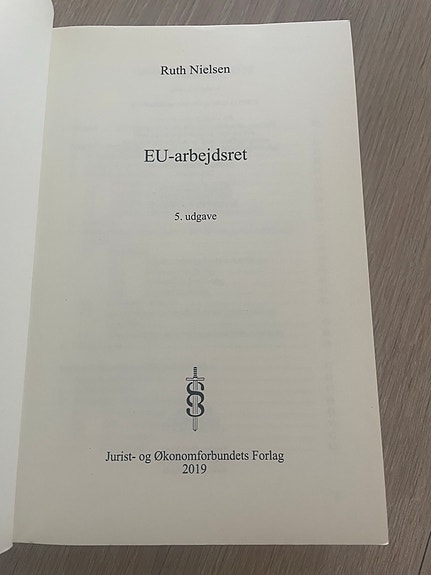 Ruth Nielsen
EU-arbejdsret
5. udgave
Jurist- og Økonomforbundets Forlag
2019